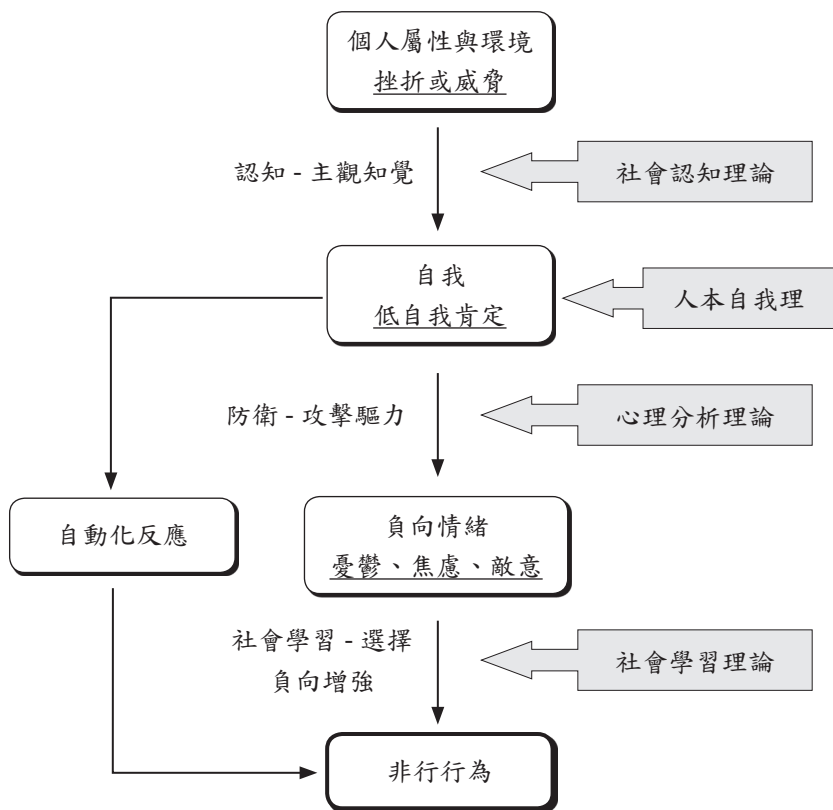 個人屬性與環境
挫折或威脅
認知 - 主觀知覺
社會認知理論
自我
低自我肯定
人本自我理
防衛 - 攻擊驅力
心理分析理論
自動化反應
負向情緒
憂鬱、焦慮、敵意
社會學習 - 選擇
負向增強
社會學習理論
非行行為